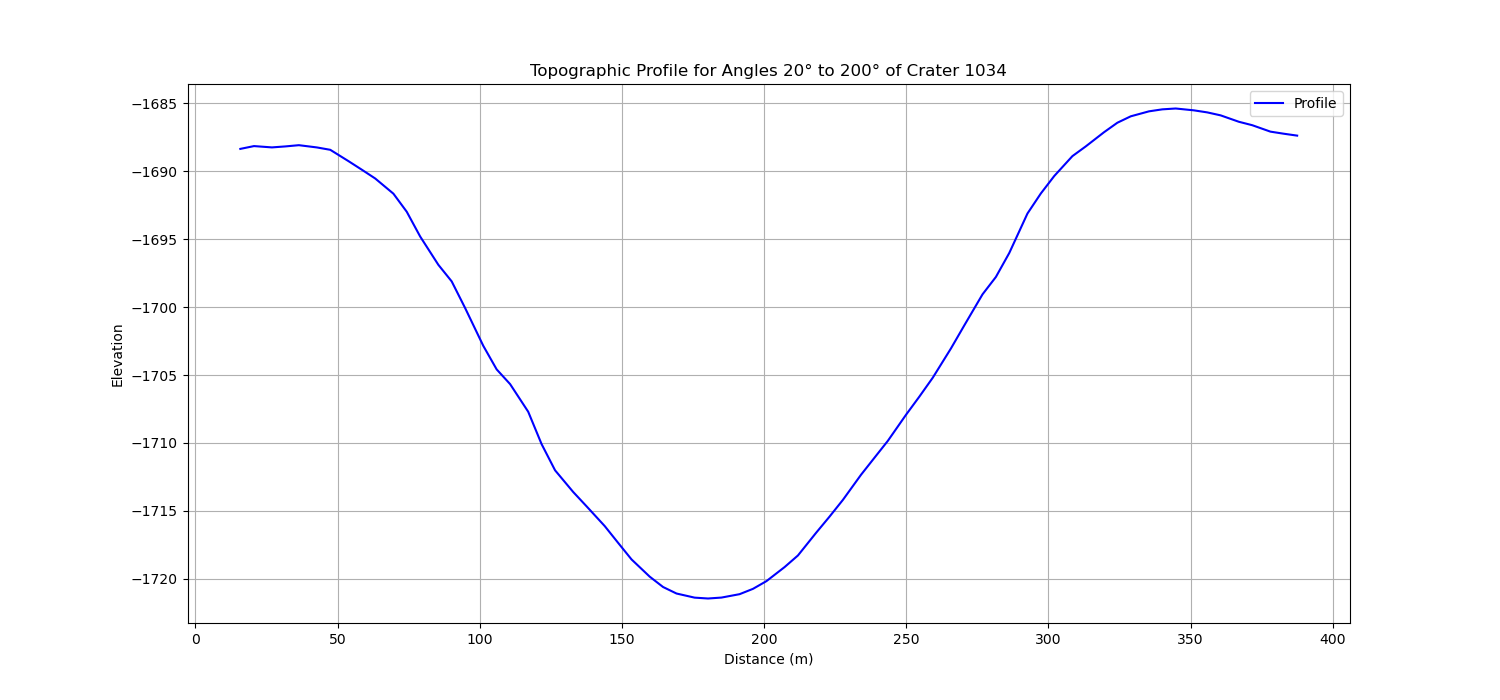 Topographic Profile for Angles 20° to 200° of Crater 1034
Profile
−1685
−1690
−1695
−1700
−1705
−1710
−1715
−1720
Elevation
0 50 100 150 200 250 300 350 400
Distance (m)